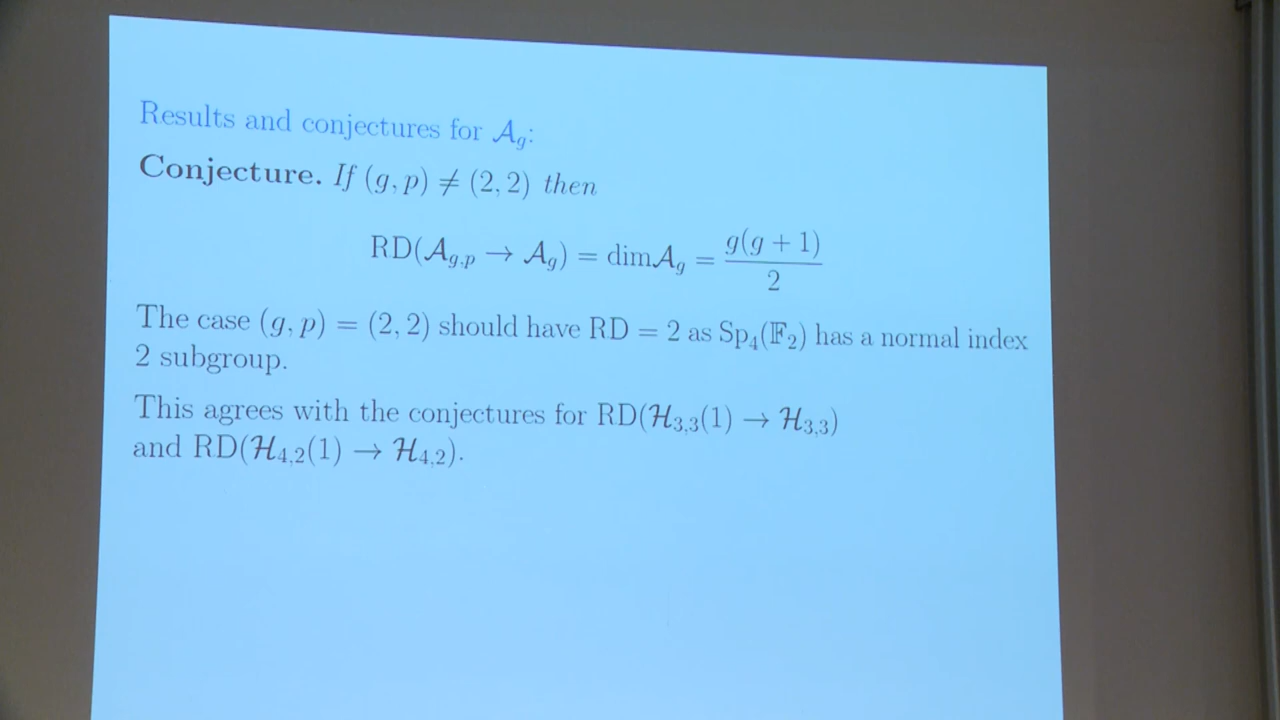 Results and conjectures for 𝒜_g:
Conjecture. If (g, p) ≠ (2, 2) then
RD(𝒜_{g,p} → 𝒜_g) = dim𝒜_g = g(g + 1)/2
The case (g, p) = (2, 2) should have RD = 2 as Sp₄(𝔽₂) has a normal index
2 subgroup.
This agrees with the conjectures for RD(ℋ_{3,3}(1) → ℋ_{3,3})
and RD(ℋ_{4,2}(1) → ℋ_{4,2}).